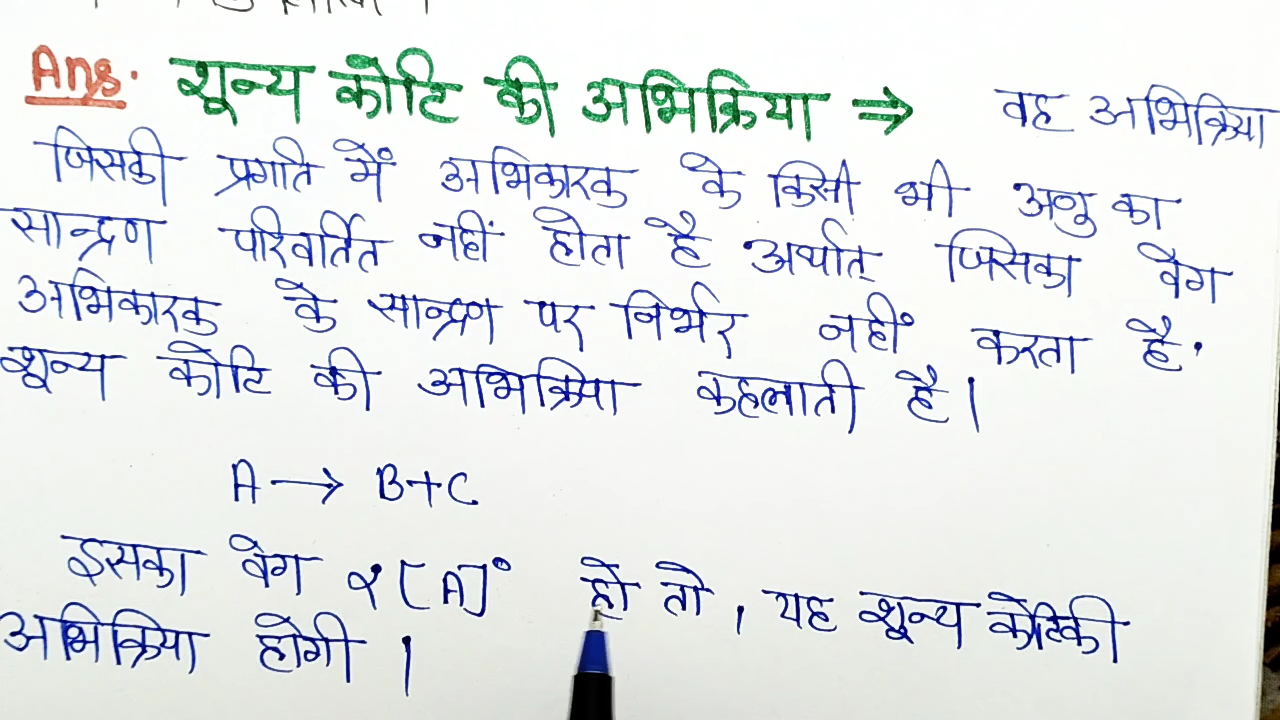 Ans. शून्य कोटि की अभिक्रिया ⇒ वह अभिक्रिया
जिसकी प्रगति में अभिकारक के किसी भी अनु का
सान्द्रण परिवर्तित नहीं होता है अर्थात् जिसका वेग
अभिकारक के सान्द्रण पर निर्भर नहीं करता है.
शून्य कोटि की अभिक्रिया कहलाती है।
A → B+C
इसका वेग ∝ [A]° हो तो, यह शून्य कोटिकी
अभिक्रिया होगी।